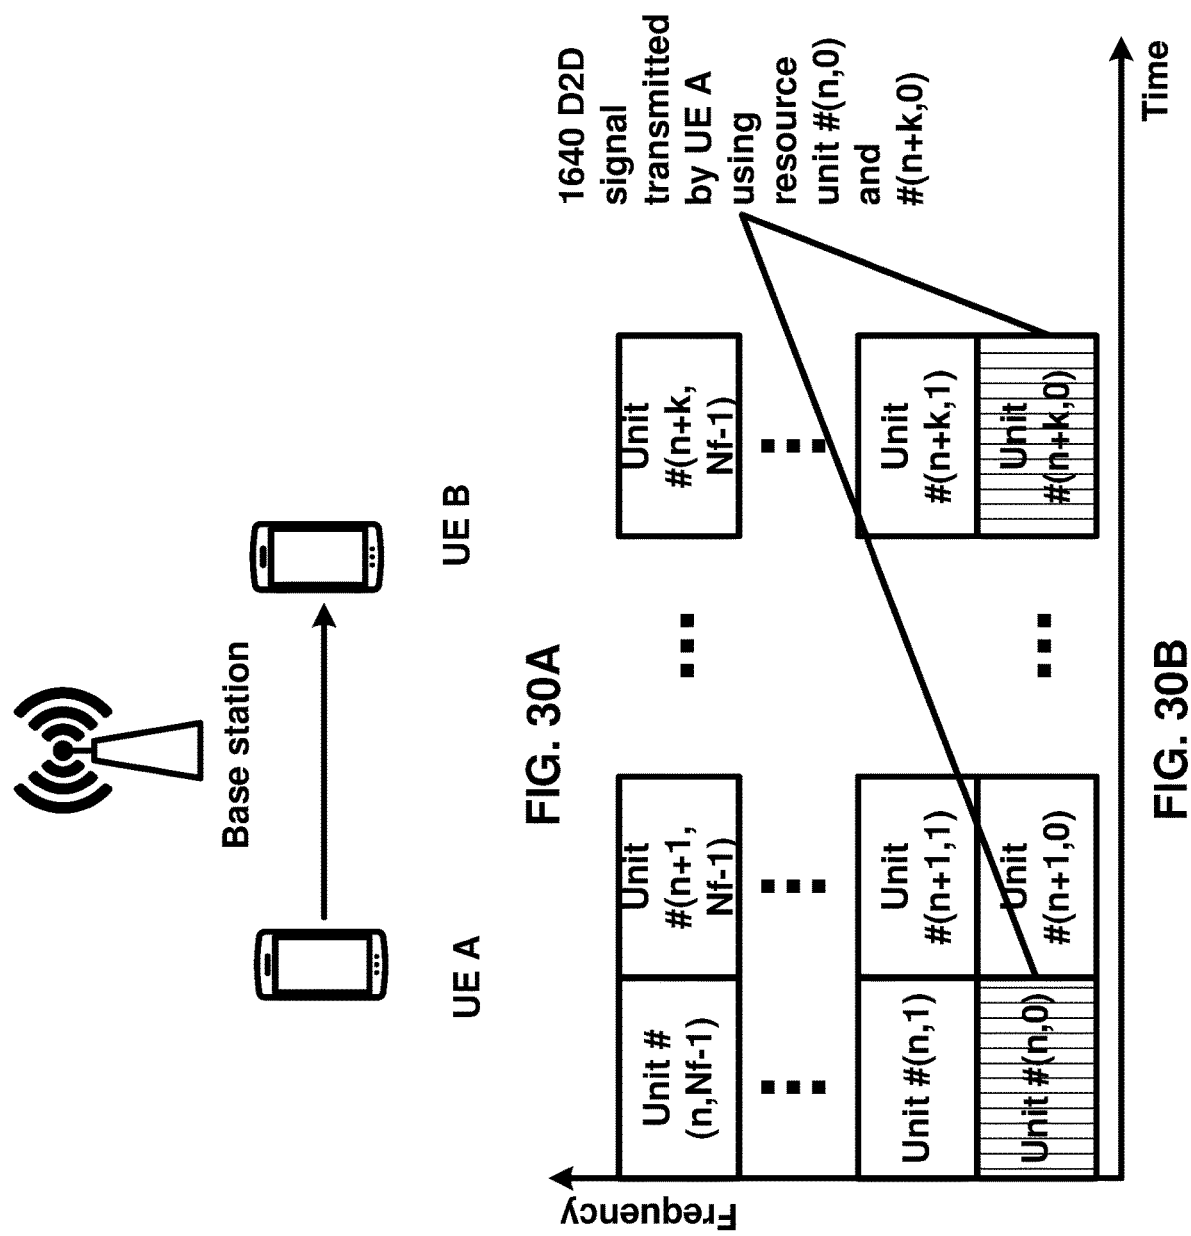 Base station
UE A
UE B
FIG. 30A
Frequency
Unit #
(n,Nf-1)
Unit
#(n+1,
Nf-1)
Unit
#(n+k,
Nf-1)
Unit #(n,1)
Unit
#(n+1,1)
Unit
#(n+k,1)
Unit #(n,0)
Unit
#(n+1,0)
Unit
#(n+k,0)
1640 D2D
signal
transmitted
by UE A
using
resource
unit #(n,0)
and
#(n+k,0)
Time
FIG. 30B